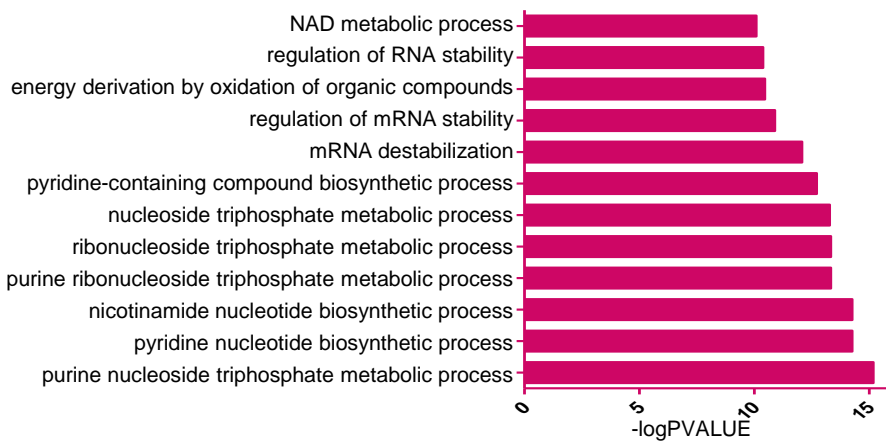 NAD metabolic process
regulation of RNA stability
energy derivation by oxidation of organic compounds
regulation of mRNA stability
mRNA destabilization
pyridine-containing compound biosynthetic process
nucleoside triphosphate metabolic process
ribonucleoside triphosphate metabolic process
purine ribonucleoside triphosphate metabolic process
nicotinamide nucleotide biosynthetic process
pyridine nucleotide biosynthetic process
purine nucleoside triphosphate metabolic process
0 5 10 15
-logPVALUE